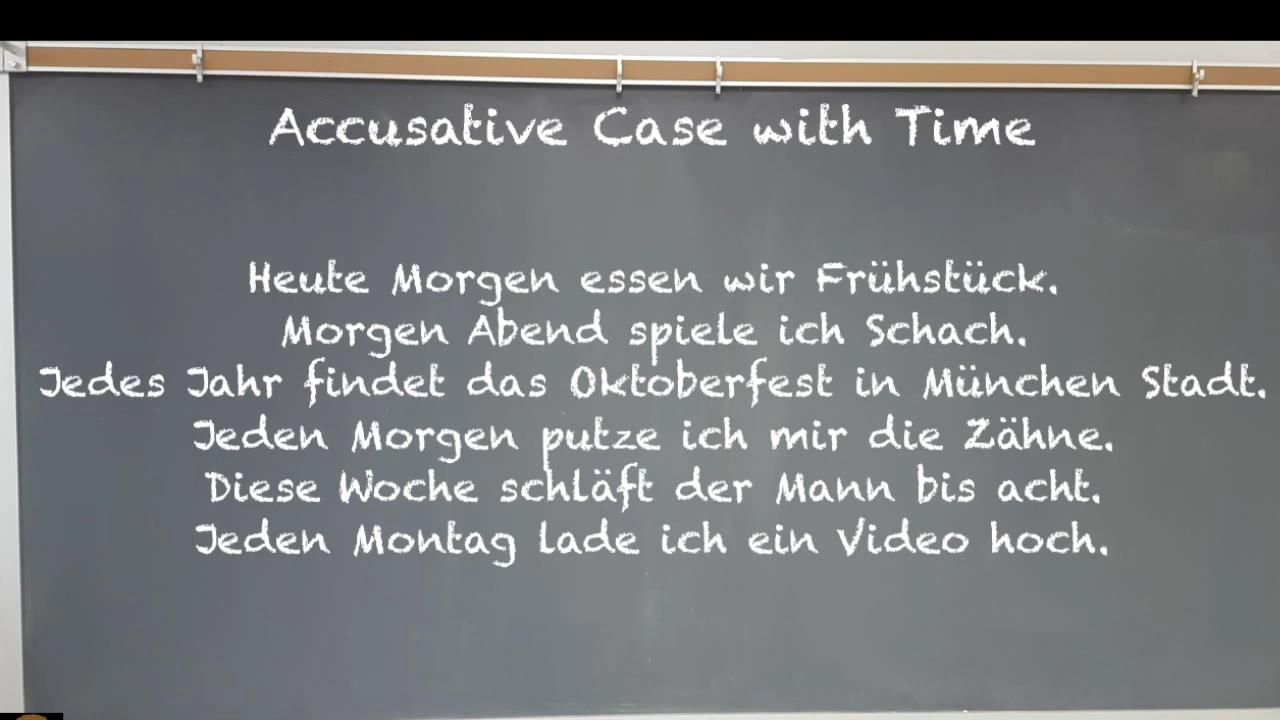 Accusative Case with Time
Heute Morgen essen wir Frühstück.
Morgen Abend spiele ich Schach.
Jedes Jahr findet das Oktoberfest in München Stadt.
Jeden Morgen putze ich mir die Zähne.
Diese Woche schläft der Mann bis acht.
Jeden Montag lade ich ein Video hoch.